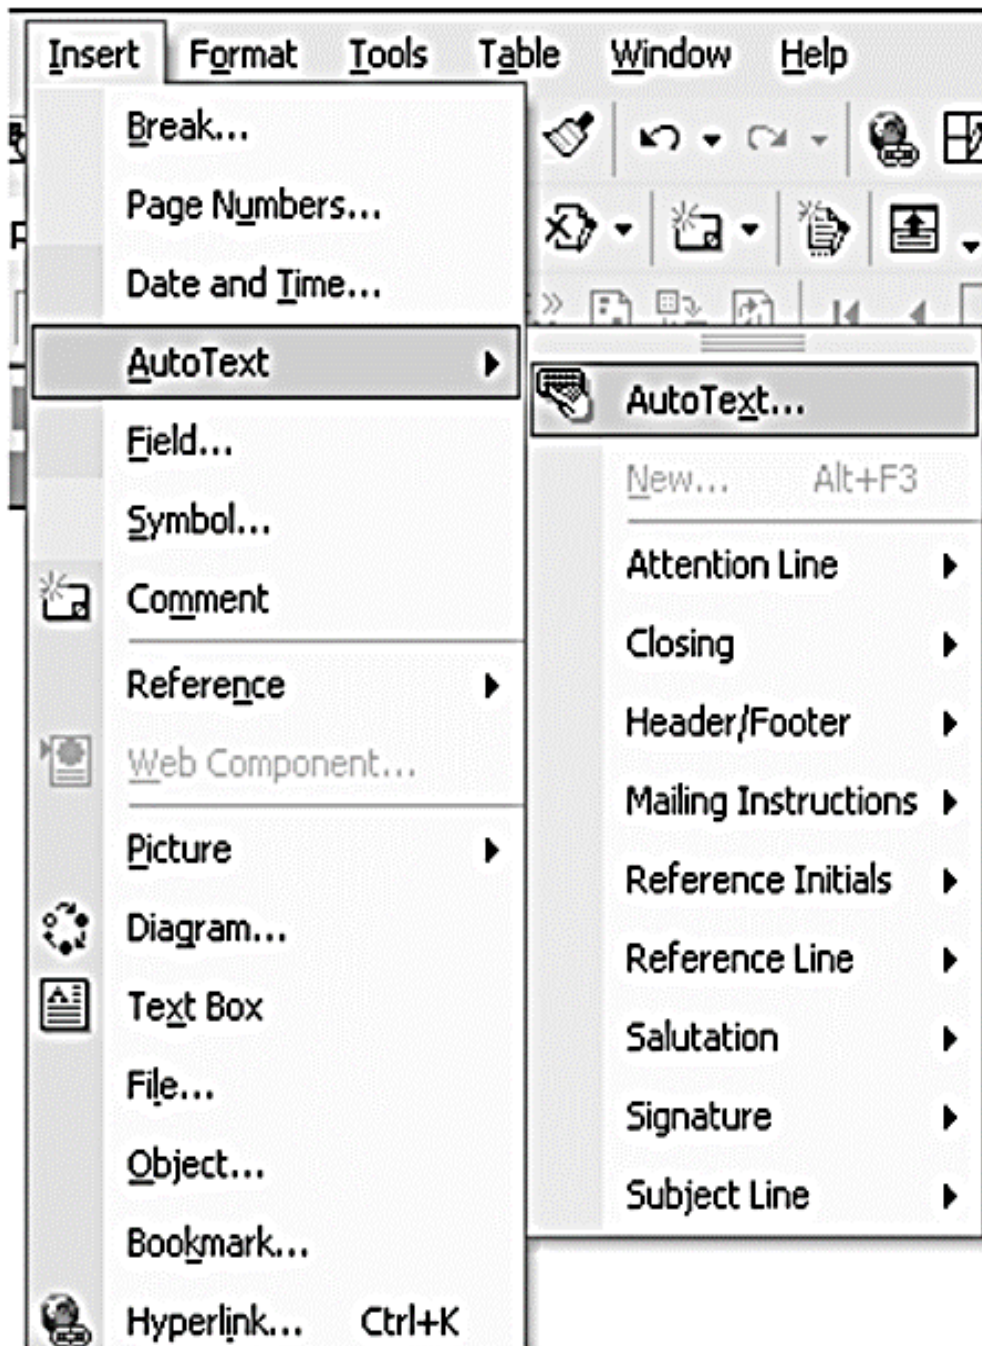 Insert Format Tools Table Window Help
Break...
Page Numbers...
Date and Time...
AutoText
Field...
Symbol...
Comment
Reference
Web Component...
Picture
Diagram...
Text Box
File...
Object...
Bookmark...
Hyperlink... Ctrl+K
AutoText...
New... Alt+F3
Attention Line
Closing
Header/Footer
Mailing Instructions
Reference Initials
Reference Line
Salutation
Signature
Subject Line